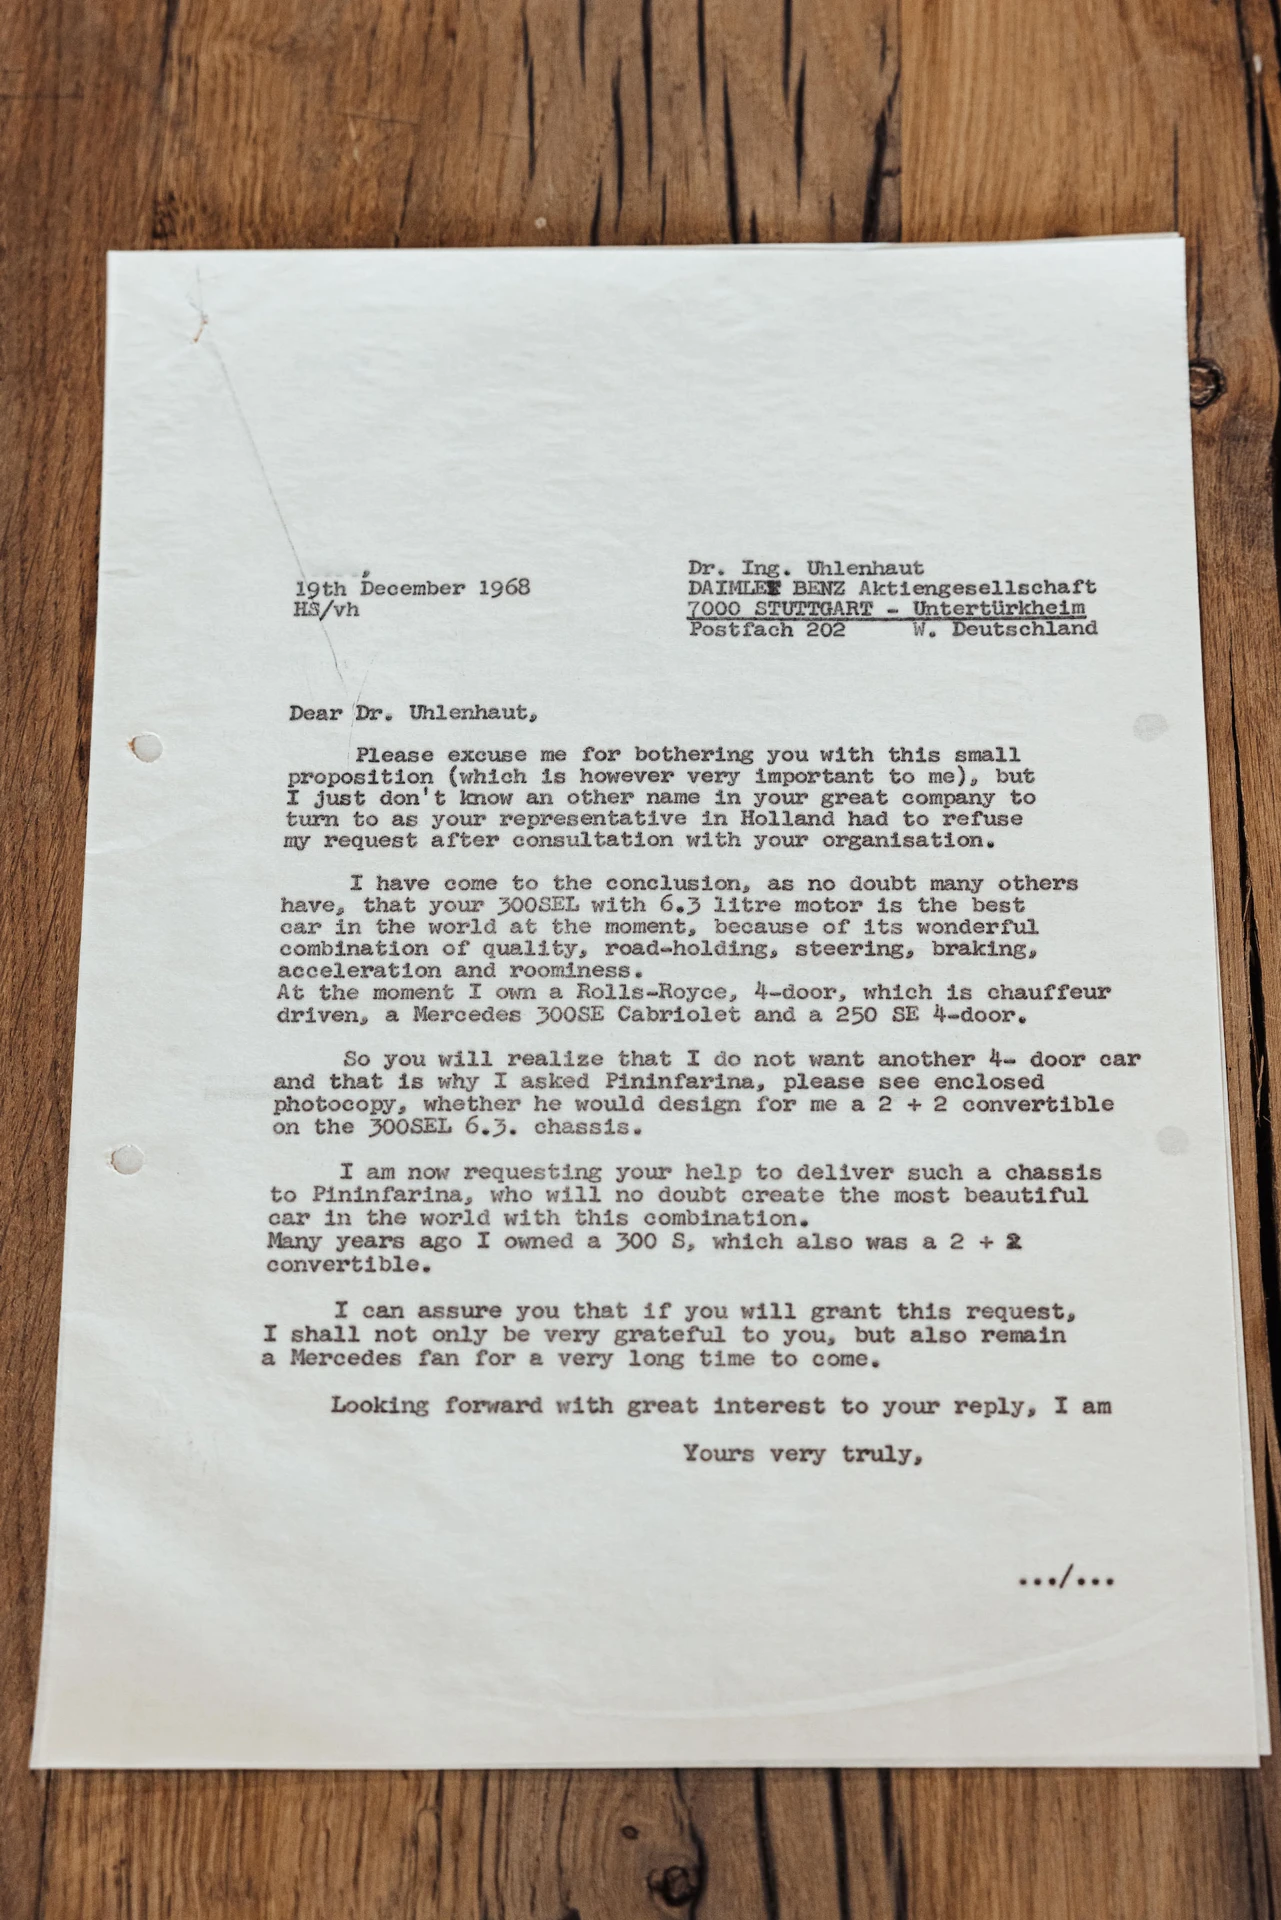 19th December 1968
HS/vh
Dr. Ing. Uhlenhaut
DAIMLER BENZ Aktiengesellschaft
7000 STUTTGART - Untertürkheim
Postfach 202 W. Deutschland
Dear Dr. Uhlenhaut,
Please excuse me for bothering you with this small
proposition (which is however very important to me), but
I just don't know an other name in your great company to
turn to as your representative in Holland had to refuse
my request after consultation with your organisation.
I have come to the conclusion, as no doubt many others
have, that your 300SEL with 6.3 litre motor is the best
car in the world at the moment, because of its wonderful
combination of quality, road-holding, steering, braking,
acceleration and roominess.
At the moment I own a Rolls-Royce, 4-door, which is chauffeur
driven, a Mercedes 300SE Cabriolet and a 250 SE 4-door.
So you will realize that I do not want another 4- door car
and that is why I asked Pininfarina, please see enclosed
photocopy, whether he would design for me a 2 + 2 convertible
on the 300SEL 6.3. chassis.
I am now requesting your help to deliver such a chassis
to Pininfarina, who will no doubt create the most beautiful
car in the world with this combination.
Many years ago I owned a 300 S, which also was a 2 + 2
convertible.
I can assure you that if you will grant this request,
I shall not only be very grateful to you, but also remain
a Mercedes fan for a very long time to come.
Looking forward with great interest to your reply, I am
Yours very truly,
.../...